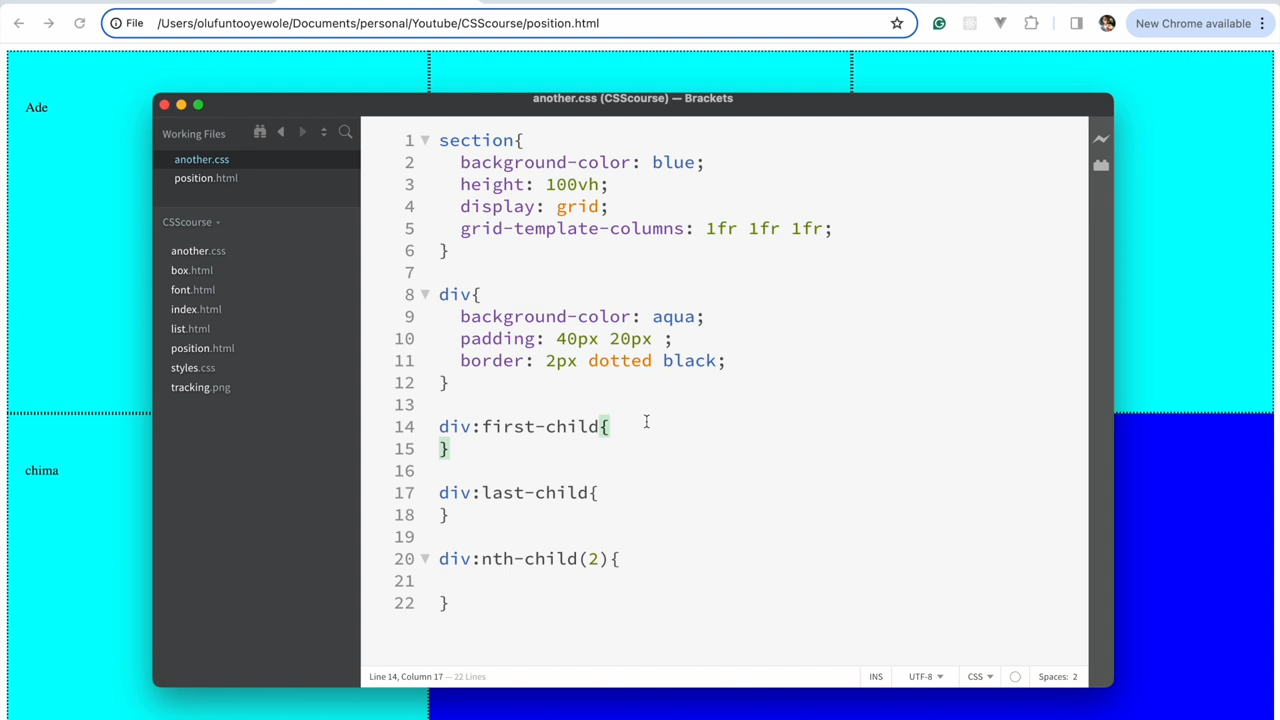 File /Users/olufuntooyewole/Documents/personal/Youtube/CSScourse/position.html
New Chrome available
Ade
another.css (CSScourse) — Brackets
Working Files
another.css
position.html
CSScourse
another.css
box.html
font.html
index.html
list.html
position.html
styles.css
tracking.png
1 section{
2 background-color: blue;
3 height: 100vh;
4 display: grid;
5 grid-template-columns: 1fr 1fr 1fr;
6 }
7
8 div{
9 background-color: aqua;
10 padding: 40px 20px ;
11 border: 2px dotted black;
12 }
13
14 div:first-child{
15 }
16
17 div:last-child{
18 }
19
20 div:nth-child(2){
21
22 }
chima
Line 14, Column 17 — 22 Lines
INS
UTF-8
CSS
Spaces: 2